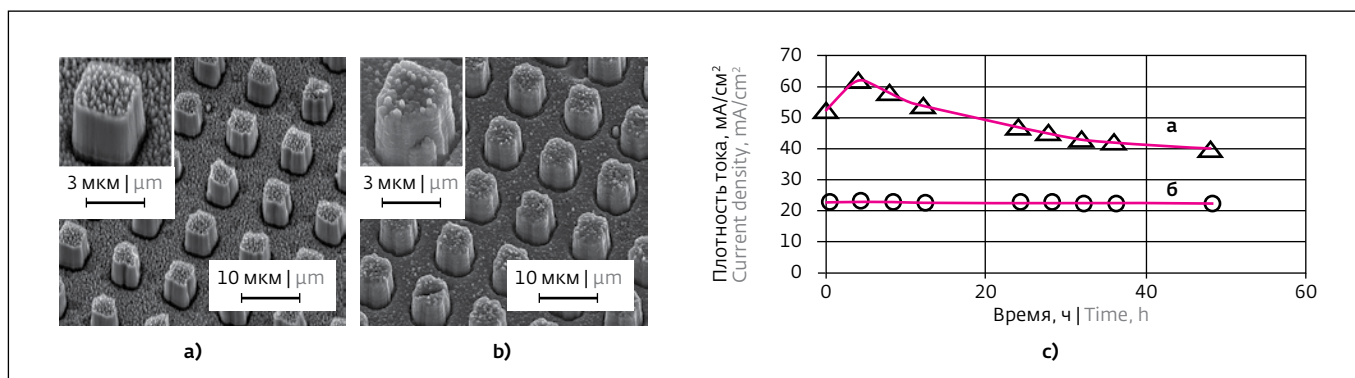 3 мкм | µm
10 мкм | µm
a)
3 мкм | µm
10 мкм | µm
b)
Плотность тока, мА/см²
Current density, mA/cm²
70
60
50
40
30
20
10
0
а
б
0
20
40
60
Время, ч | Time, h
c)